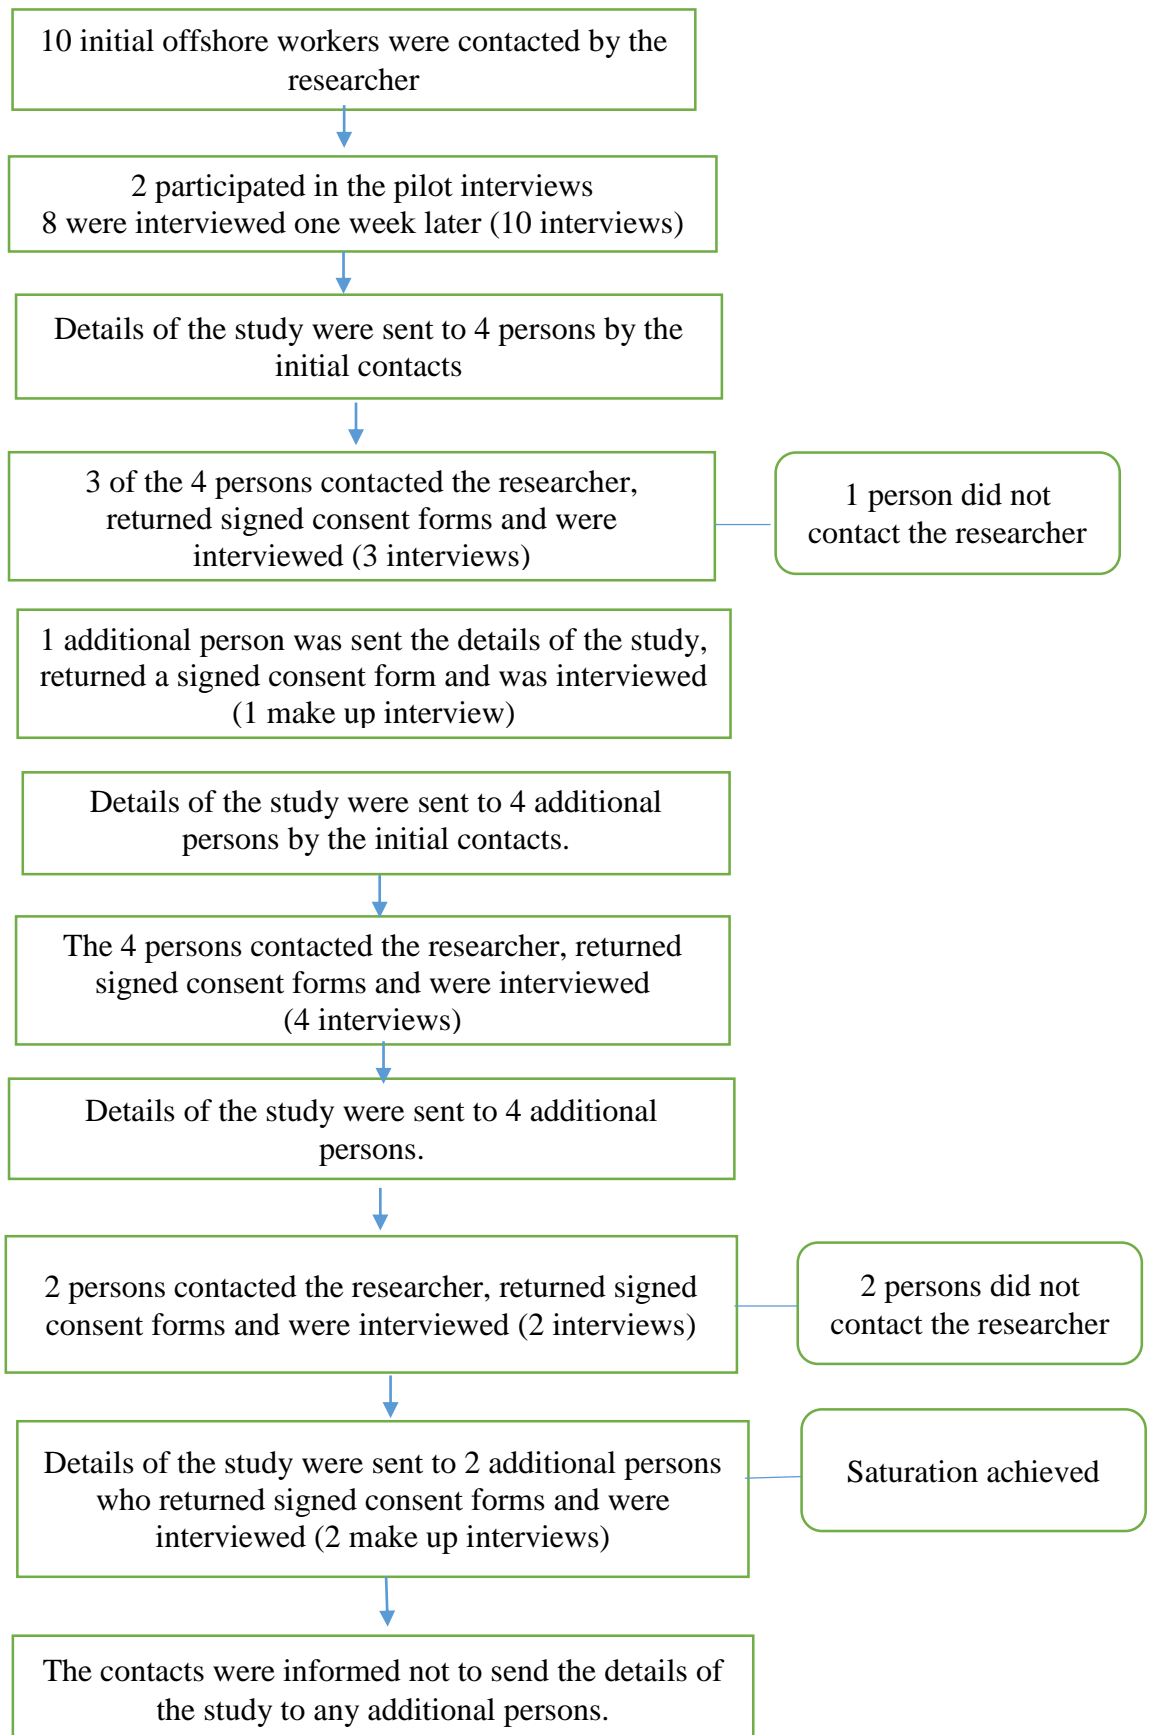 10 initial offshore workers were contacted by the
researcher
2 participated in the pilot interviews
8 were interviewed one week later (10 interviews)
Details of the study were sent to 4 persons by the
initial contacts
3 of the 4 persons contacted the researcher,
returned signed consent forms and were
interviewed (3 interviews)
1 person did not
contact the researcher
1 additional person was sent the details of the study,
returned a signed consent form and was interviewed
(1 make up interview)
Details of the study were sent to 4 additional
persons by the initial contacts.
The 4 persons contacted the researcher, returned
signed consent forms and were interviewed
(4 interviews)
Details of the study were sent to 4 additional
persons.
2 persons contacted the researcher, returned signed
consent forms and were interviewed (2 interviews)
2 persons did not
contact the researcher
Details of the study were sent to 2 additional persons
who returned signed consent forms and were
interviewed (2 make up interviews)
Saturation achieved
The contacts were informed not to send the details of
the study to any additional persons.